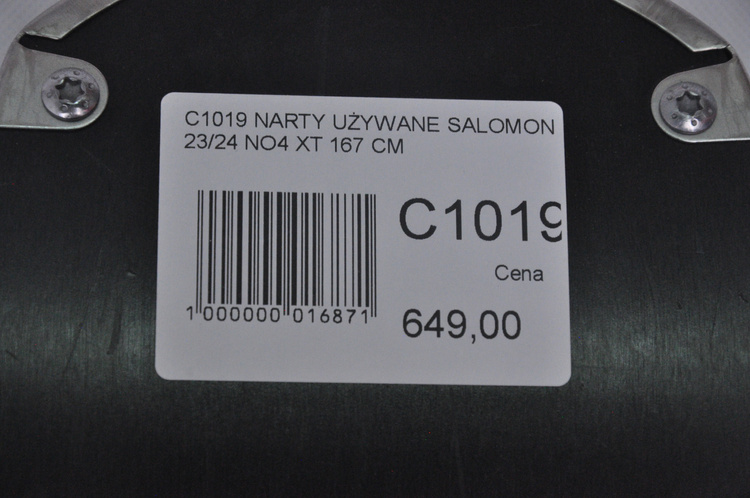 C1019 NARTY UŻYWANE SALOMON
23/24 NO4 XT 167 CM
C1019
Cena
1 000000 016871
649,00